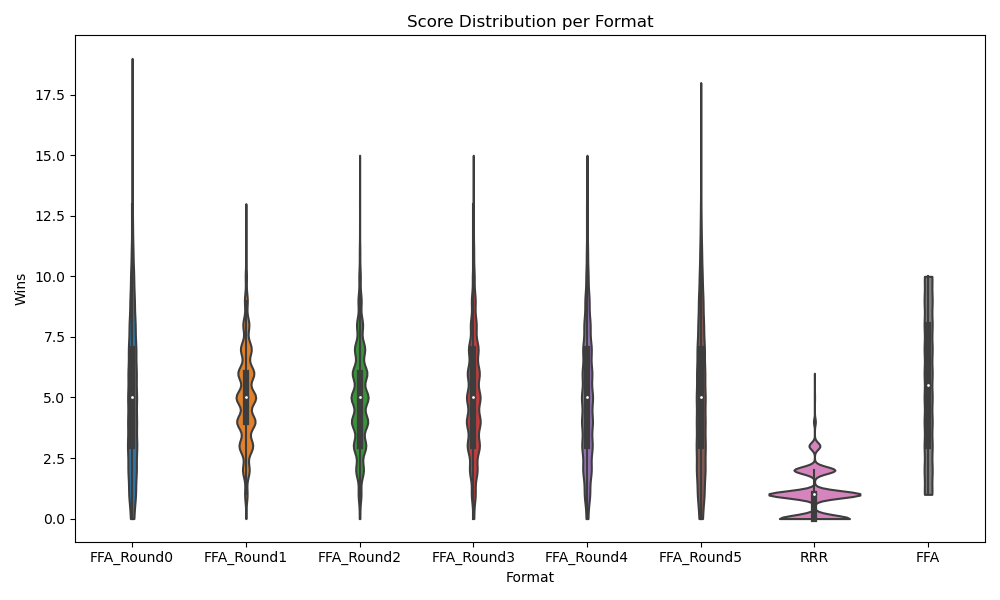 Score Distribution per Format
Wins
17.5
15.0
12.5
10.0
7.5
5.0
2.5
0.0
FFA_Round0 FFA_Round1 FFA_Round2 FFA_Round3 FFA_Round4 FFA_Round5 RRR FFA
Format